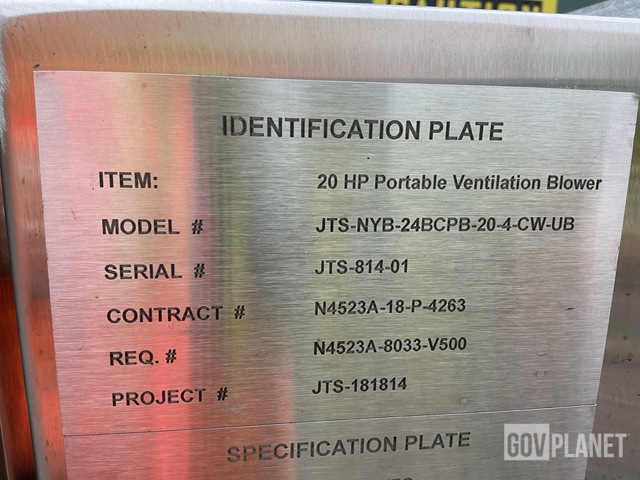 CAUTION
IDENTIFICATION PLATE
ITEM: 20 HP Portable Ventilation Blower
MODEL # JTS-NYB-24BCPB-20-4-CW-UB
SERIAL # JTS-814-01
CONTRACT # N4523A-18-P-4263
REQ. # N4523A-8033-V500
PROJECT # JTS-181814
SPECIFICATION PLATE
GOVPLANET